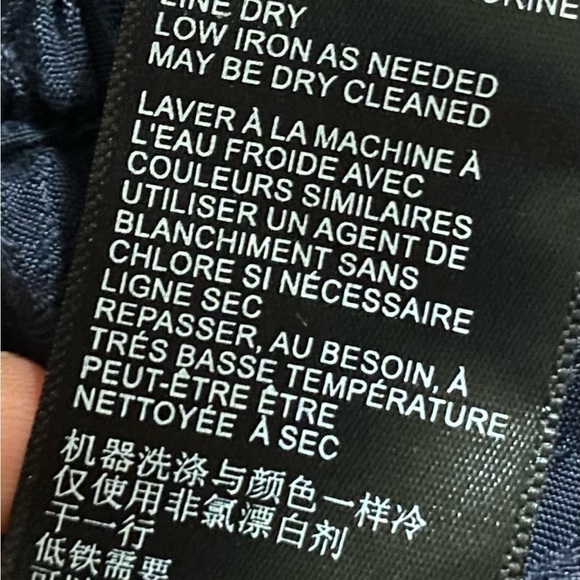 LINE DRY
LOW IRON AS NEEDED
MAY BE DRY CLEANED
LAVER À LA MACHINE À
L'EAU FROIDE AVEC
COULEURS SIMILAIRES
UTILISER UN AGENT DE
BLANCHIMENT SANS
CHLORE SI NÉCESSAIRE
LIGNE SEC
REPASSER, AU BESOIN, À
TRÉS BASSE TEMPÉRATURE
PEUT-ÊTRE ÊTRE
NETTOYÉE À SEC
机器洗涤与颜色一样冷
仅使用非氯漂白剂
干一行
低铁需要